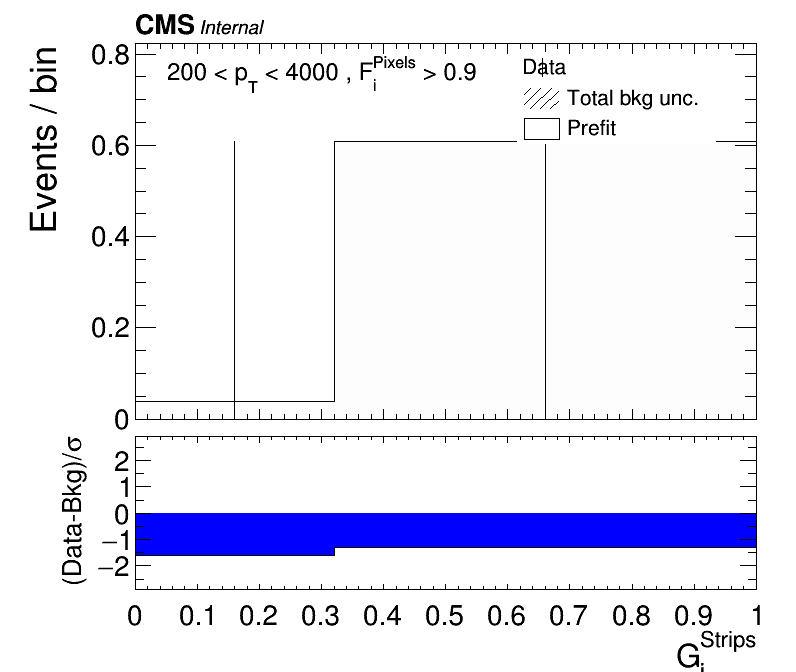 CMS Internal
200 < p_T < 4000 , F_i^Pixels > 0.9
Data
Total bkg unc.
Prefit
Events / bin
0.8
0.6
0.4
0.2
0
(Data-Bkg)/σ
2
1
0
−1
−2
0 0.1 0.2 0.3 0.4 0.5 0.6 0.7 0.8 0.9 1
G_i^Strips